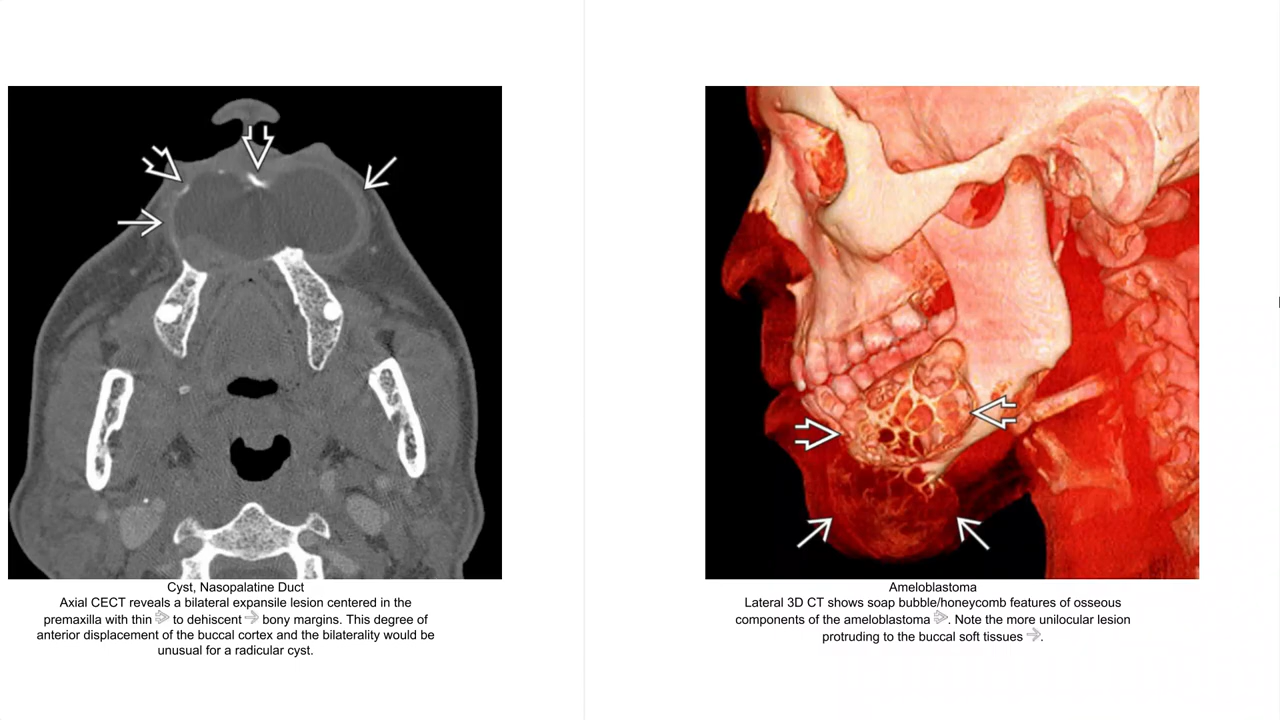 Cyst, Nasopalatine Duct
Axial CECT reveals a bilateral expansile lesion centered in the
premaxilla with thin to dehiscent bony margins. This degree of
anterior displacement of the buccal cortex and the bilaterality would be
unusual for a radicular cyst.
Ameloblastoma
Lateral 3D CT shows soap bubble/honeycomb features of osseous
components of the ameloblastoma . Note the more unilocular lesion
protruding to the buccal soft tissues .